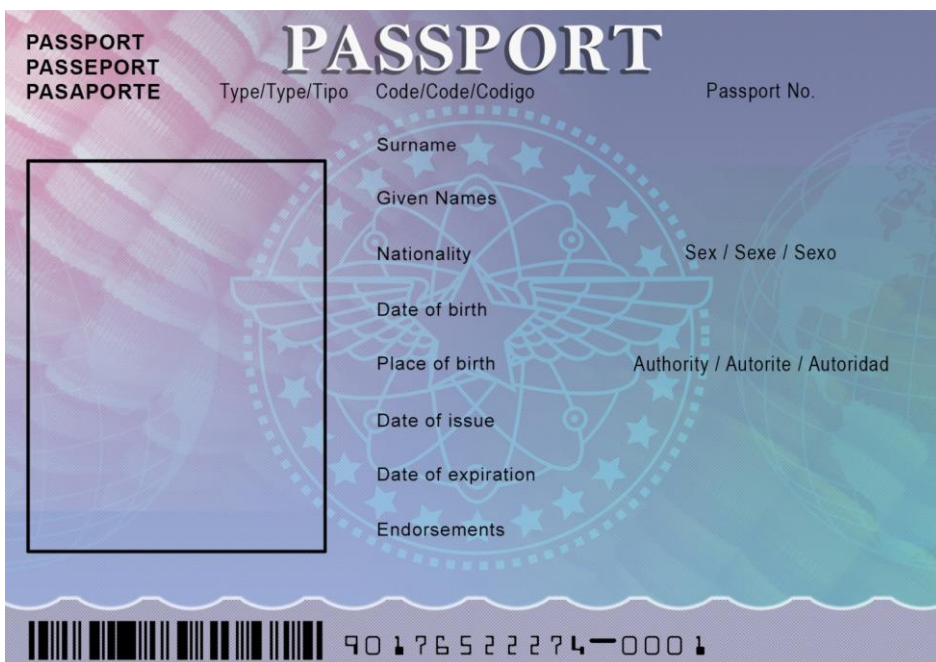 PASSPORT
PASSEPORT
PASAPORTE
PASSPORT
Type/Type/Tipo Code/Code/Codigo Passport No.
Surname
Given Names
Nationality Sex / Sexe / Sexo
Date of birth
Place of birth Authority / Autorite / Autoridad
Date of issue
Date of expiration
Endorsements
90176522274-0001